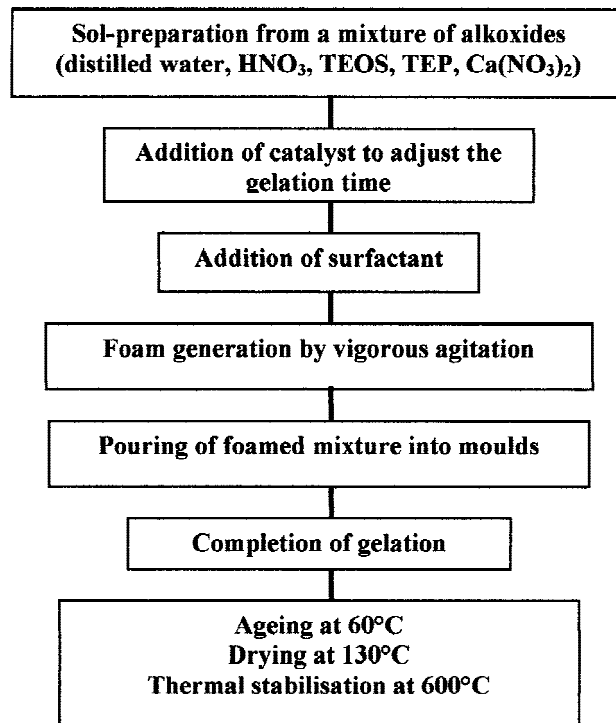 Sol-preparation from a mixture of alkoxides
(distilled water, HNO₃, TEOS, TEP, Ca(NO₃)₂)
Addition of catalyst to adjust the
gelation time
Addition of surfactant
Foam generation by vigorous agitation
Pouring of foamed mixture into moulds
Completion of gelation
Ageing at 60°C
Drying at 130°C
Thermal stabilisation at 600°C